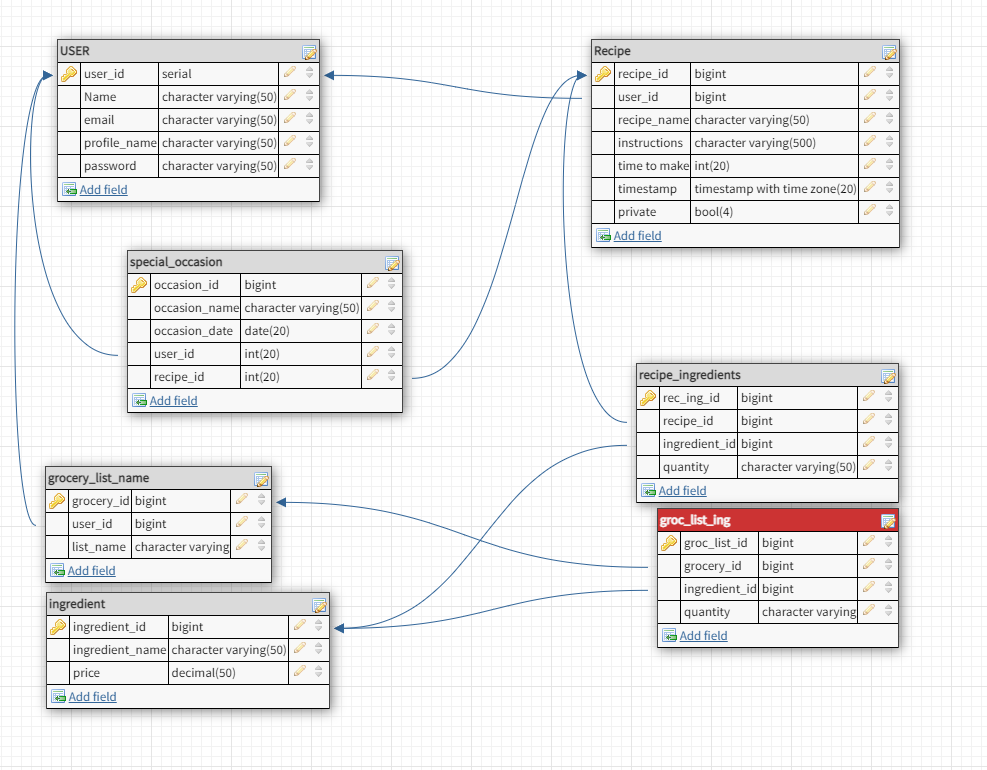 USER
user_id serial
Name character varying(50)
email character varying(50)
profile_name character varying(50)
password character varying(50)
Add field
Recipe
recipe_id bigint
user_id bigint
recipe_name character varying(50)
instructions character varying(500)
time to make int(20)
timestamp timestamp with time zone(20)
private bool(4)
Add field
special_occasion
occasion_id bigint
occasion_name character varying(50)
occasion_date date(20)
user_id int(20)
recipe_id int(20)
Add field
recipe_ingredients
rec_ing_id bigint
recipe_id bigint
ingredient_id bigint
quantity character varying(50)
Add field
grocery_list_name
grocery_id bigint
user_id bigint
list_name character varying
Add field
groc_list_ing
groc_list_id bigint
grocery_id bigint
ingredient_id bigint
quantity character varying
Add field
ingredient
ingredient_id bigint
ingredient_name character varying(50)
price decimal(50)
Add field